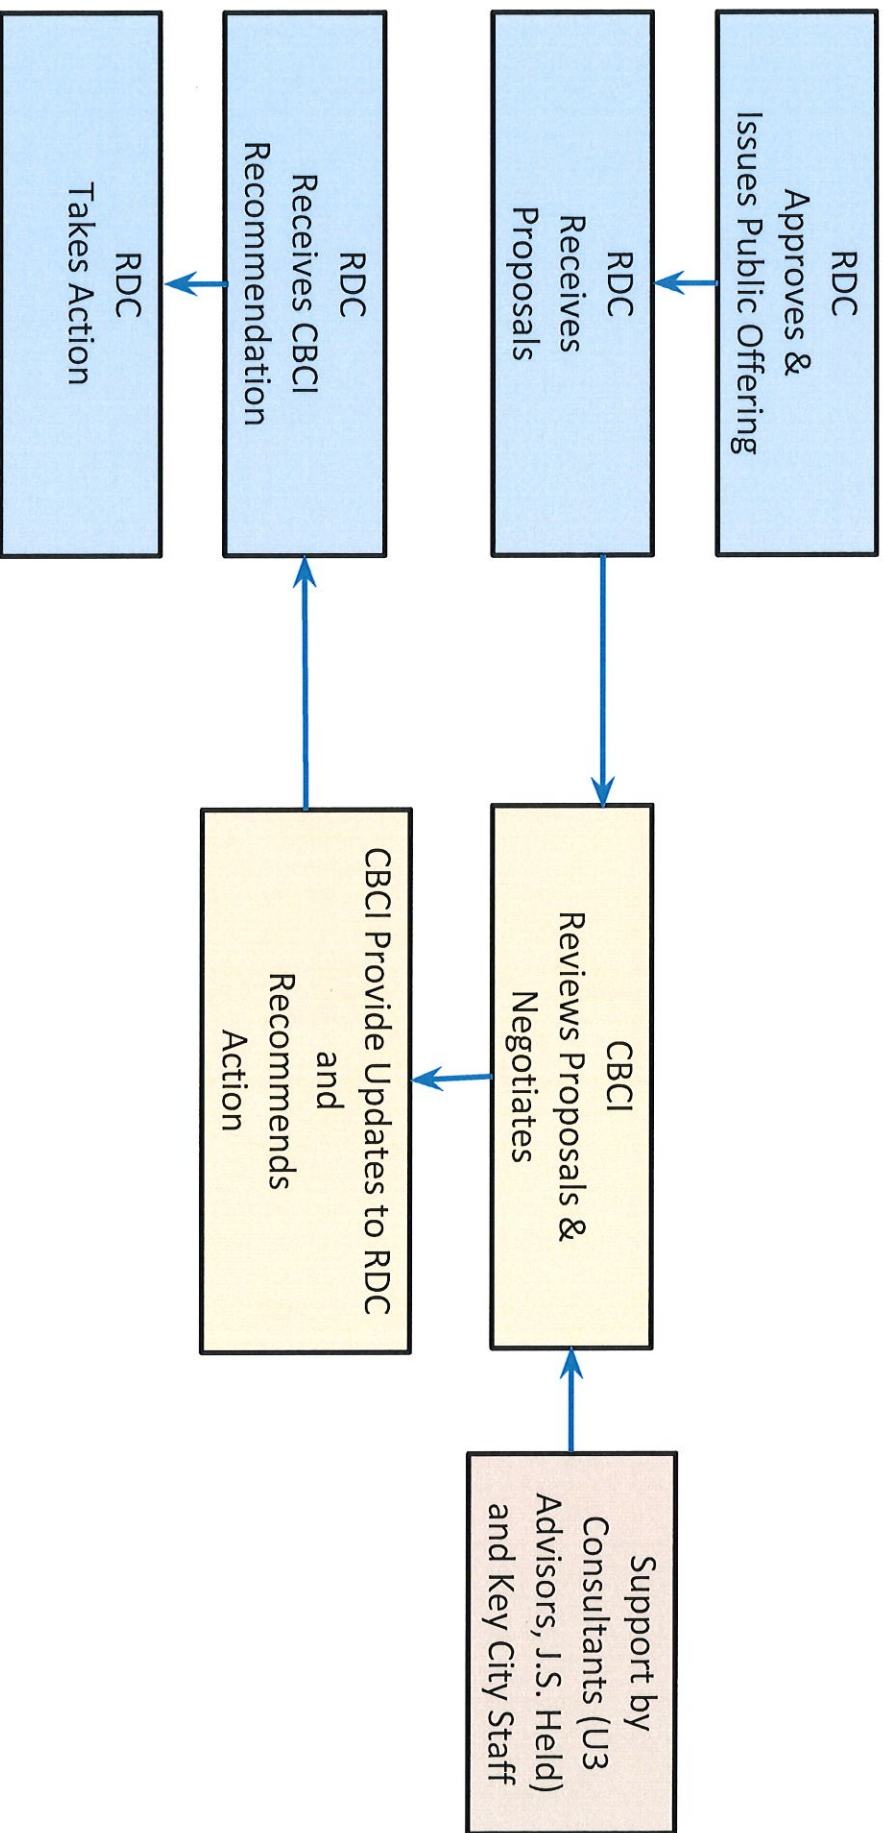 RDC
Approves &
Issues Public Offering
RDC
Receives
Proposals
CBCI
Reviews Proposals &
Negotiates
Support by
Consultants (U3
Advisors, J.S. Held)
and Key City Staff
CBCI Provide Updates to RDC
and
Recommends
Action
RDC
Receives CBCI
Recommendation
RDC
Takes Action